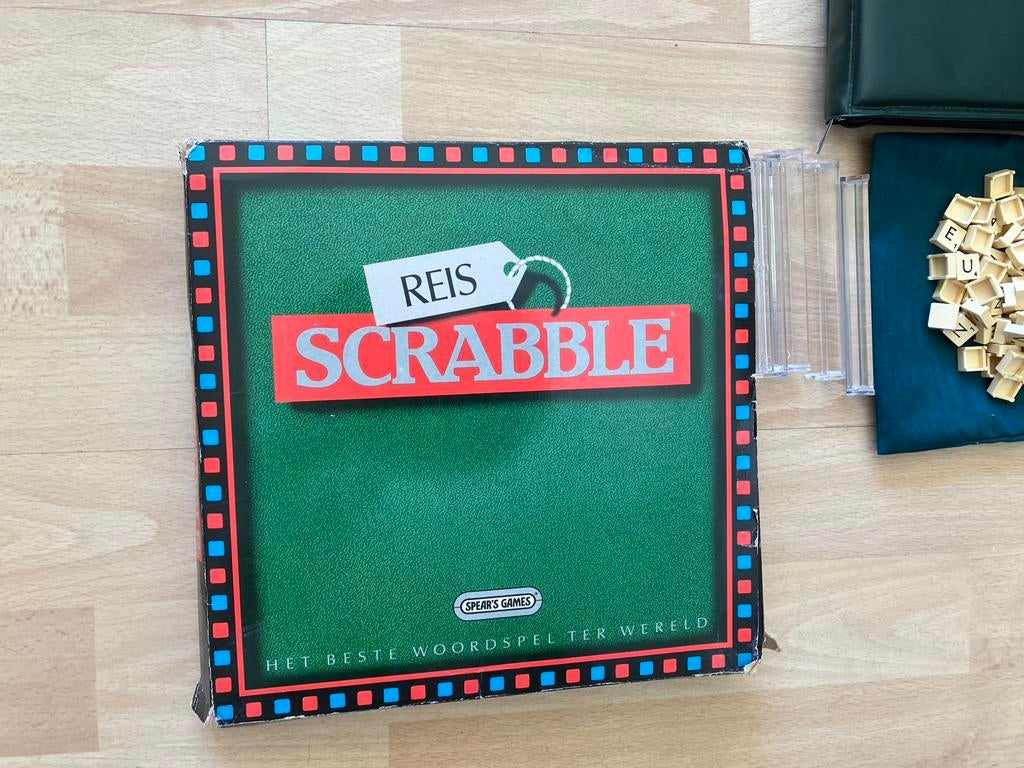 REIS
SCRABBLE
SPEAR'S GAMES
HET BESTE WOORDSPEL TER WERELD
E
U
Z